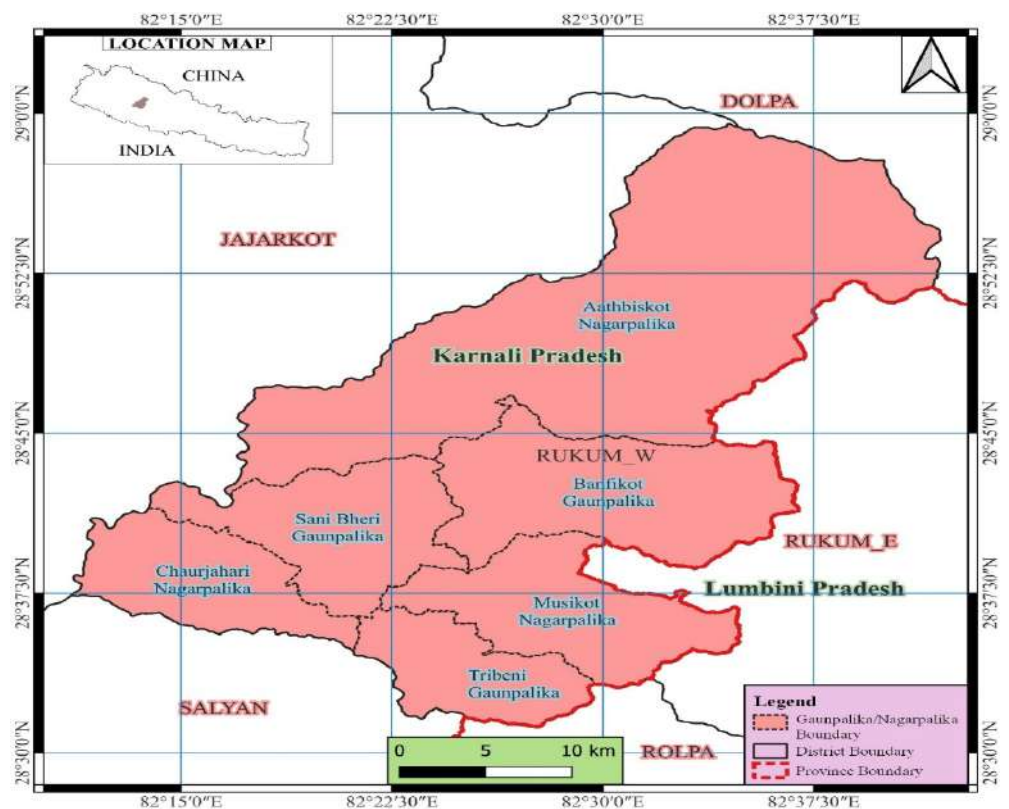 82°15'0"E 82°22'30"E 82°30'0"E 82°37'30"E
LOCATION MAP
CHINA
INDIA
DOLPA
29°0'0"N
29°0'0"N
JAJARKOT
28°52'30"N
28°52'30"N
Aathbiskot
Nagarpalika
Karnali Pradesh
28°45'0"N
28°45'0"N
RUKUM_W
Banfikot
Gaunpalika
Sani Bheri
Gaunpalika
RUKUM_E
Chaurjahari
Nagarpalika
Lumbini Pradesh
28°37'30"N
28°37'30"N
Musikot
Nagarpalika
Tribeni
Gaunpalika
SALYAN
ROLPA
28°30'0"N
28°30'0"N
0 5 10 km
Legend
Gaunpalika/Nagarpalika
Boundary
District Boundary
Province Boundary
82°15'0"E 82°22'30"E 82°30'0"E 82°37'30"E